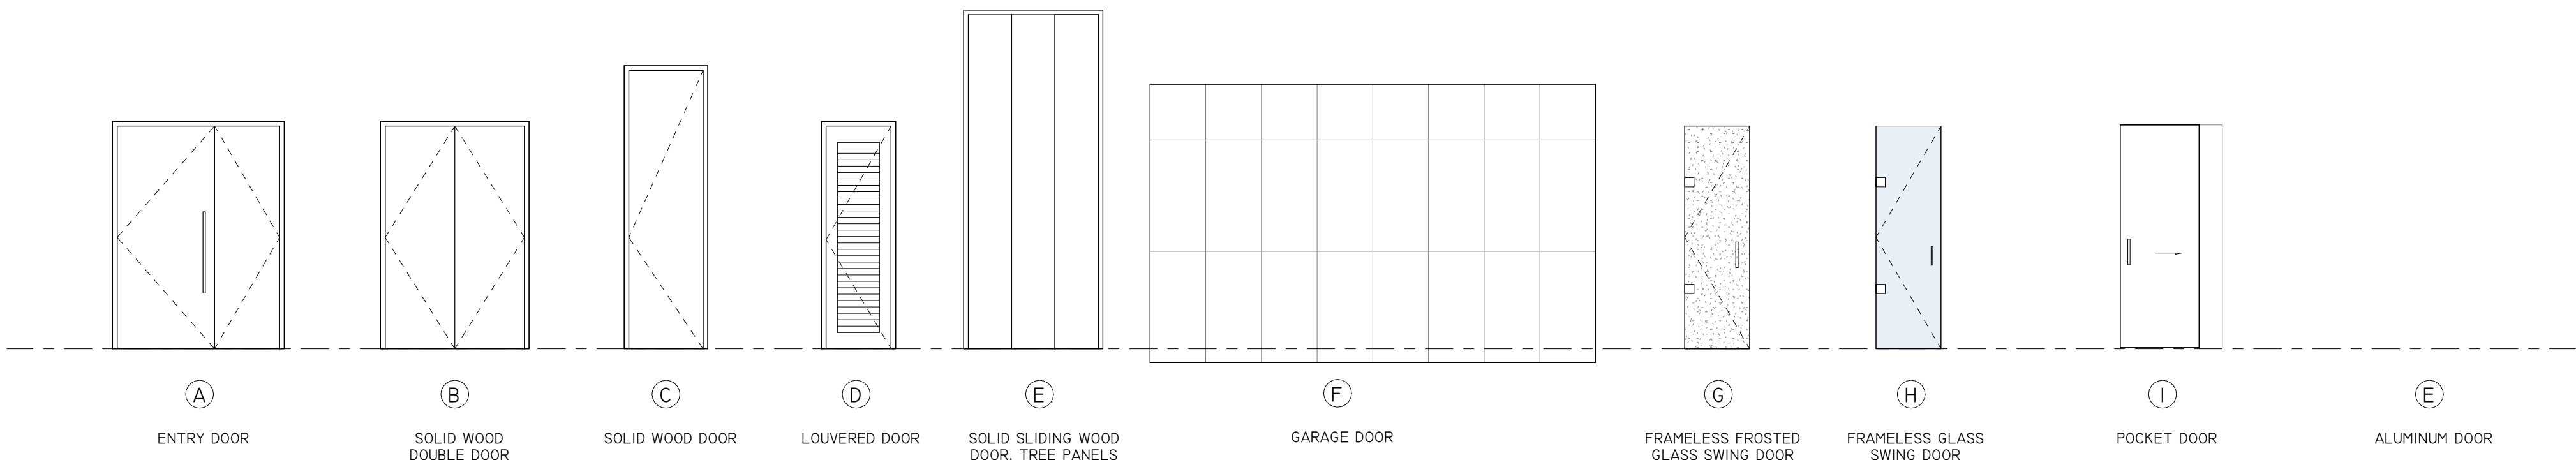 A
B
C
D
E
F
G
H
I
E
ENTRY DOOR
SOLID WOOD
DOUBLE DOOR
SOLID WOOD DOOR
LOUVERED DOOR
SOLID SLIDING WOOD
DOOR. TREE PANELS
GARAGE DOOR
FRAMELESS FROSTED
GLASS SWING DOOR
FRAMELESS GLASS
SWING DOOR
POCKET DOOR
ALUMINUM DOOR